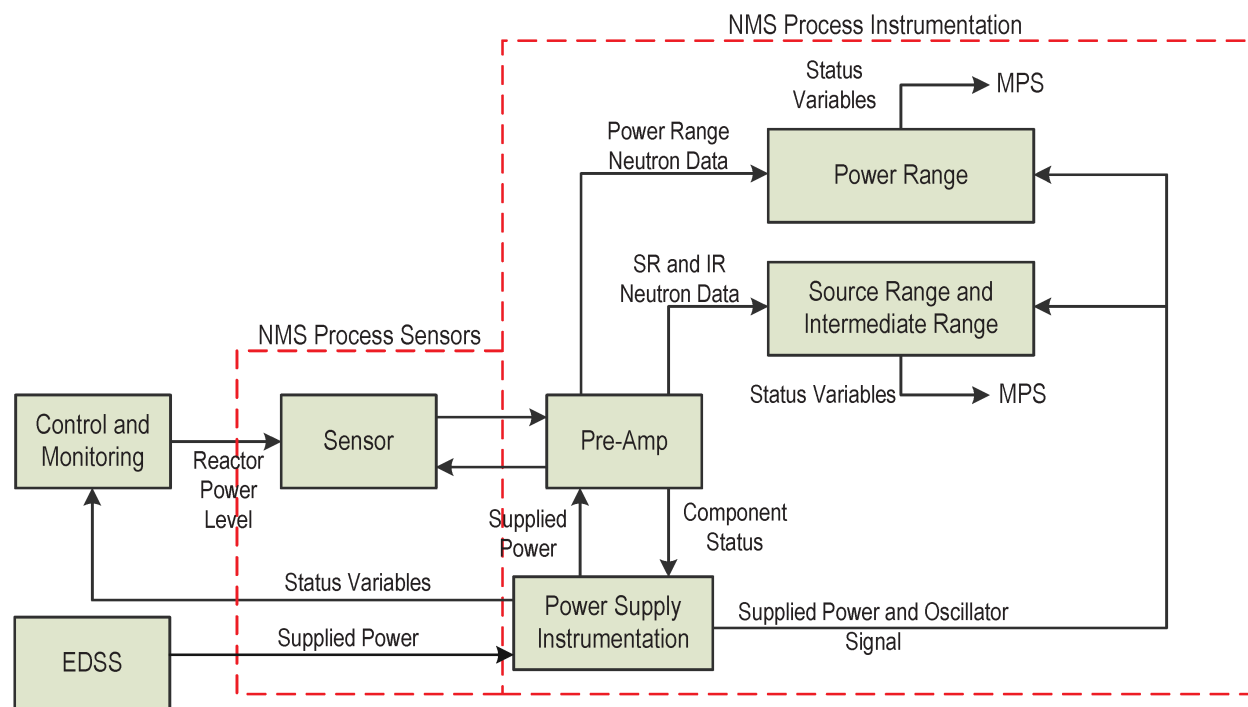 NMS Process Instrumentation
Status
Variables
MPS
Power Range
Neutron Data
Power Range
SR and IR
Neutron Data
Source Range and
Intermediate Range
NMS Process Sensors
Status Variables
MPS
Control and
Monitoring
Sensor
Pre-Amp
Reactor
Power
Level
Supplied
Power
Component
Status
Status Variables
Power Supply
Instrumentation
Supplied Power and Oscillator
Signal
Supplied Power
EDSS